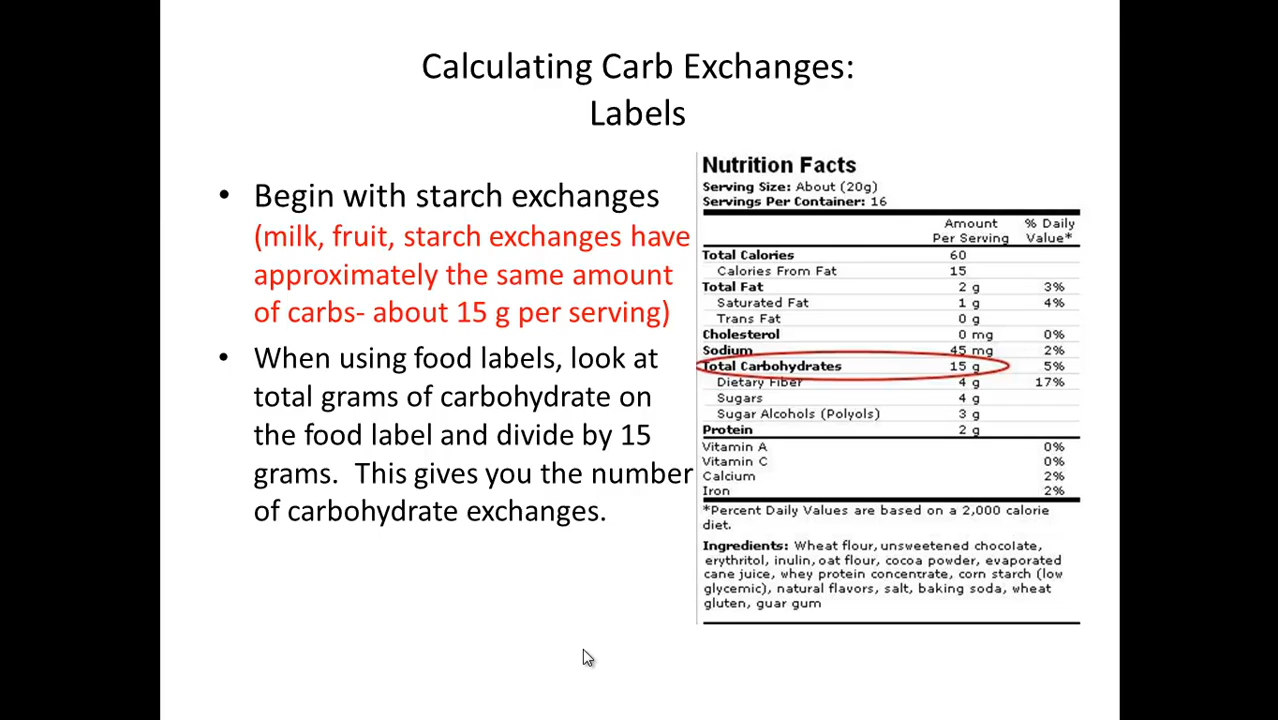 Calculating Carb Exchanges:
Labels
• Begin with starch exchanges
(milk, fruit, starch exchanges have
approximately the same amount
of carbs- about 15 g per serving)
• When using food labels, look at
total grams of carbohydrate on
the food label and divide by 15
grams.  This gives you the number
of carbohydrate exchanges.
Nutrition Facts
Serving Size: About (20g)
Servings Per Container: 16
Amount % Daily
Per Serving Value*
Total Calories 60
Calories From Fat 15
Total Fat 2 g 3%
Saturated Fat 1 g 4%
Trans Fat 0 g
Cholesterol 0 mg 0%
Sodium 45 mg 2%
Total Carbohydrates 15 g 5%
Dietary Fiber 4 g 17%
Sugars 4 g
Sugar Alcohols (Polyols) 3 g
Protein 2 g
Vitamin A 0%
Vitamin C 0%
Calcium 2%
Iron 2%
*Percent Daily Values are based on a 2,000 calorie
diet.
Ingredients: Wheat flour, unsweetened chocolate,
erythritol, inulin, oat flour, cocoa powder, evaporated
cane juice, whey protein concentrate, corn starch (low
glycemic), natural flavors, salt, baking soda, wheat
gluten, guar gum